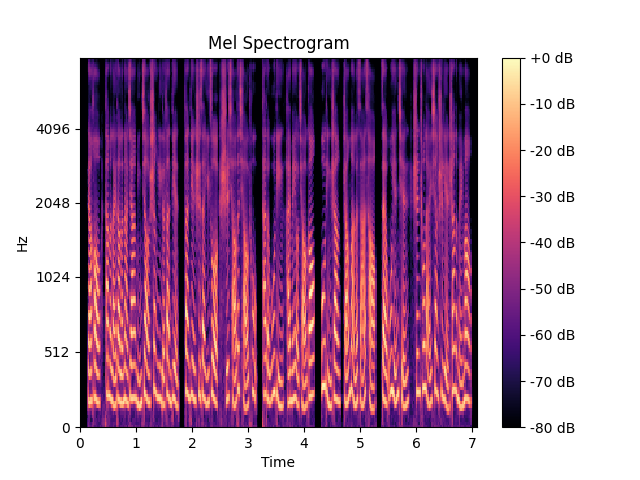 Mel Spectrogram
Hz
4096
2048
1024
512
0
0 1 2 3 4 5 6 7
Time
+0 dB
-10 dB
-20 dB
-30 dB
-40 dB
-50 dB
-60 dB
-70 dB
-80 dB